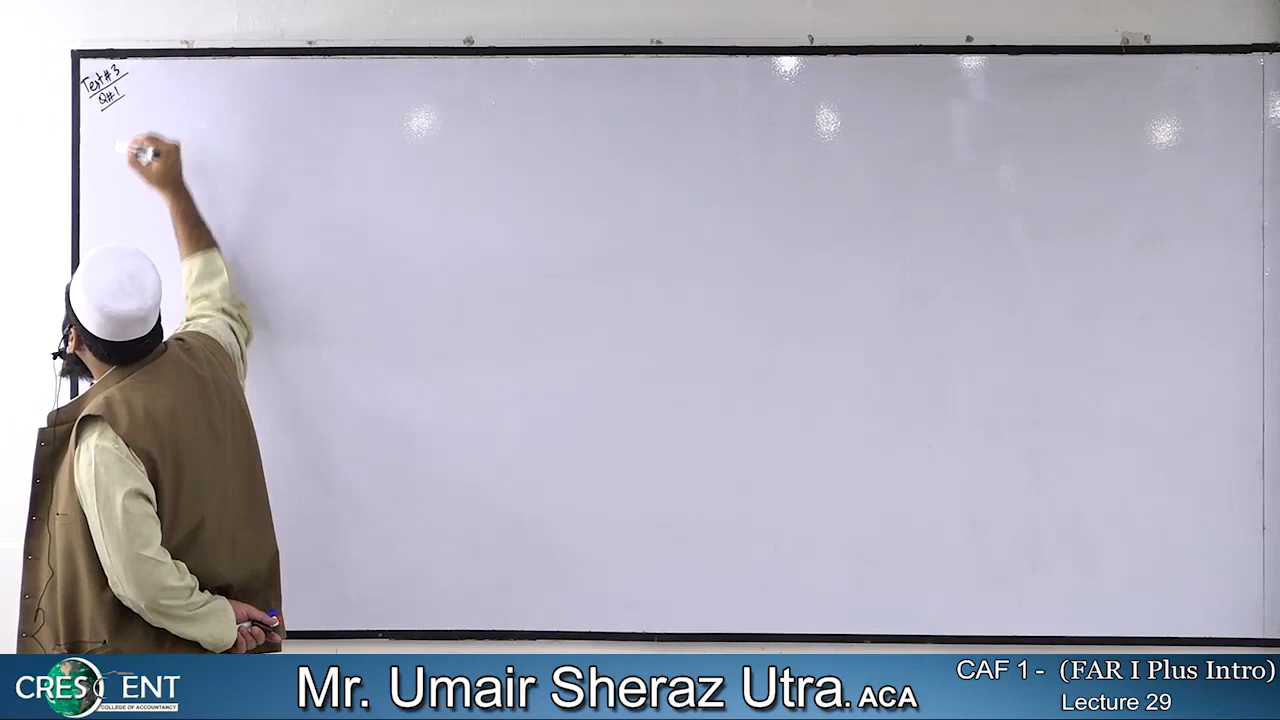 Test#3
Q#1
CRESCENT
COLLEGE OF ACCOUNTANCY
Mr. Umair Sheraz Utra. ACA
CAF 1 - (FAR I Plus Intro)
Lecture 29